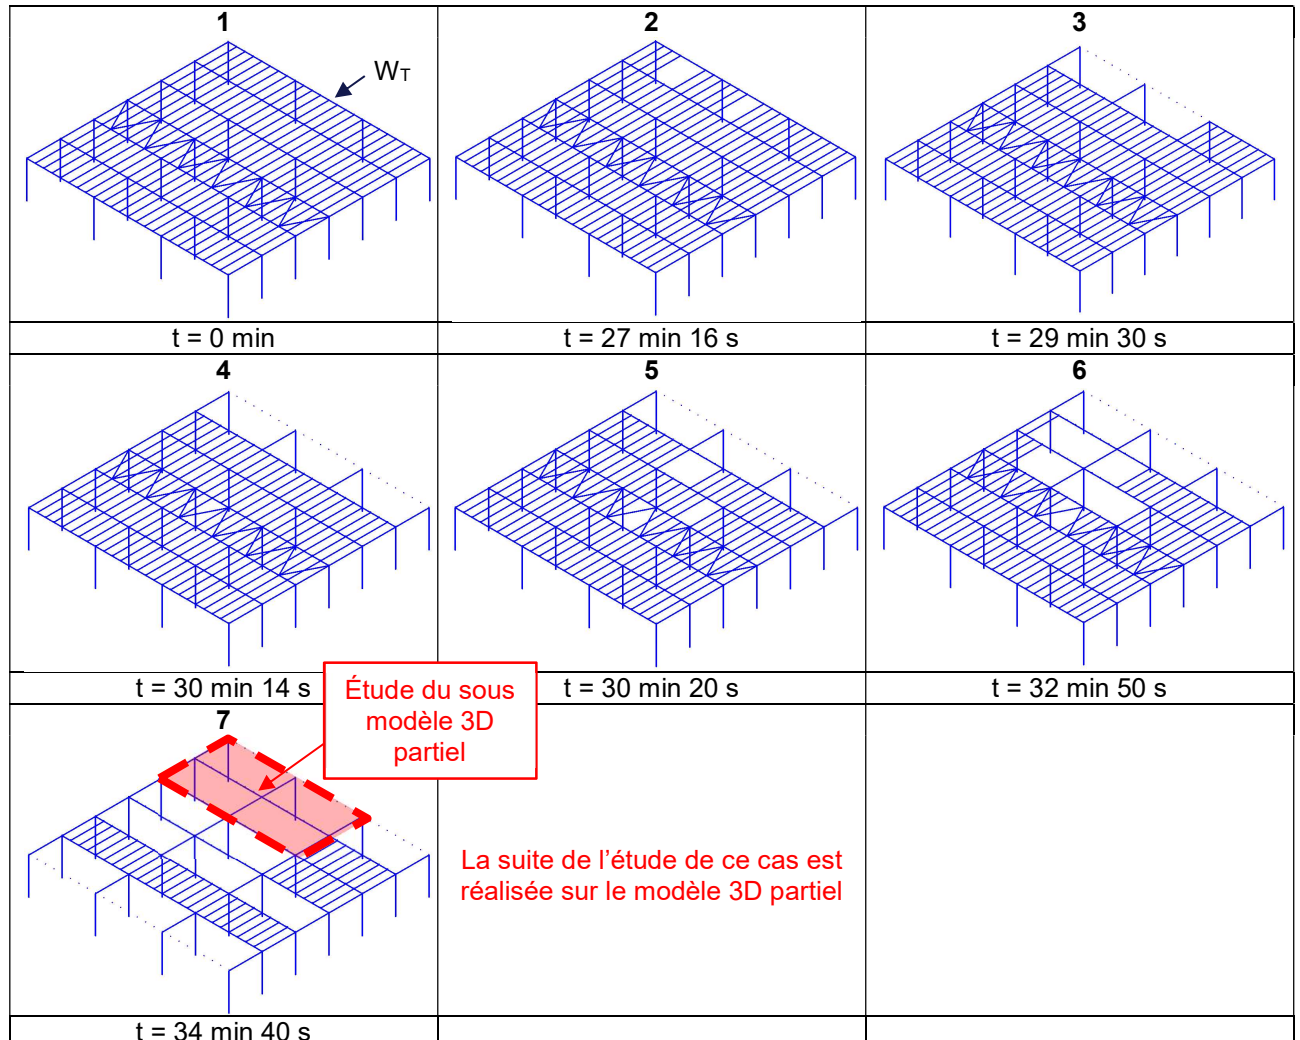 1
2
3
W_T
t = 0 min
t = 27 min 16 s
t = 29 min 30 s
4
5
6
t = 30 min 14 s
t = 30 min 20 s
t = 32 min 50 s
7
Étude du sous
modèle 3D
partiel
La suite de l'étude de ce cas est
réalisée sur le modèle 3D partiel
t = 34 min 40 s